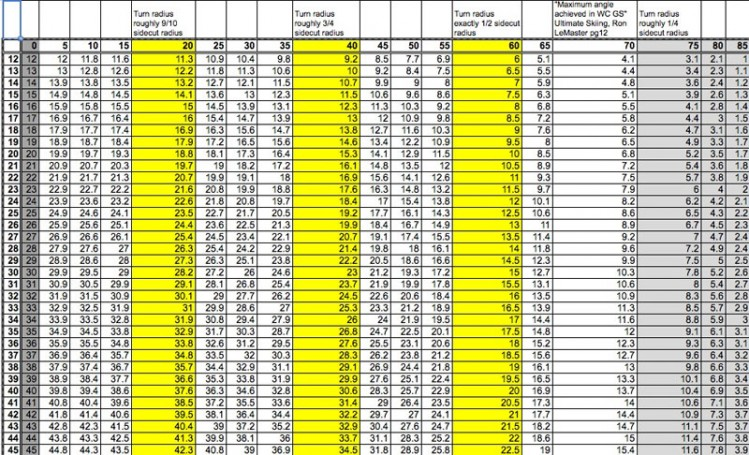 Turn radius roughly 9/10 sidecut radius
Turn radius roughly 3/4 sidecut radius
Turn radius exactly 1/2 sidecut radius
"Maximum angle achieved in WC GS" Ultimate Skiing, Ron LeMaster pg12
Turn radius roughly 1/4 sidecut radius
0 5 10 15 20 25 30 35 40 45 50 55 60 65 70 75 80 85
12 12 12 11.8 11.6 11.3 10.9 10.4 9.8 9.2 8.5 7.7 6.9 6 5.1 4.1 3.1 2.1 1
13 13 13 12.8 12.6 12.2 11.8 11.3 10.6 10 9.2 8.4 7.5 6.5 5.5 4.4 3.4 2.3 1.1
14 14 13.9 13.8 13.5 13.2 12.7 12.1 11.5 10.7 9.9 9 8 7 5.9 4.8 3.6 2.4 1.2
15 15 14.9 14.8 14.5 14.1 13.6 13 12.3 11.5 10.6 9.6 8.6 7.5 6.3 5.1 3.9 2.6 1.3
16 16 15.9 15.8 15.5 15 14.5 13.9 13.1 12.3 11.3 10.3 9.2 8 6.8 5.5 4.1 2.8 1.4
17 17 16.9 16.7 16.4 16 15.4 14.7 13.9 13 12 10.9 9.8 8.5 7.2 5.8 4.4 3 1.5
18 18 17.9 17.7 17.4 16.9 16.3 15.6 14.7 13.8 12.7 11.6 10.3 9 7.6 6.2 4.7 3.1 1.6
19 19 18.9 18.7 18.4 17.9 17.2 16.5 15.6 14.6 13.4 12.2 10.9 9.5 8 6.5 4.9 3.3 1.7
20 20 19.9 19.7 19.3 18.8 18.1 17.3 16.4 15.3 14.1 12.9 11.5 10 8.5 6.8 5.2 3.5 1.7
21 21 20.9 20.7 20.3 19.7 19 18.2 17.2 16.1 14.8 13.5 12 10.5 8.9 7.2 5.4 3.6 1.8
22 22 21.9 21.7 21.3 20.7 19.9 19.1 18 16.9 15.6 14.1 12.6 11 9.3 7.5 5.7 3.8 1.9
23 23 22.9 22.7 22.2 21.6 20.8 19.9 18.8 17.6 16.3 14.8 13.2 11.5 9.7 7.9 6 4 2
24 24 23.9 23.6 23.2 22.6 21.8 20.8 19.7 18.4 17 15.4 13.8 12 10.1 8.2 6.2 4.2 2.1
25 25 24.9 24.6 24.1 23.5 22.7 21.7 20.5 19.2 17.7 16.1 14.3 12.5 10.6 8.6 6.5 4.3 2.2
26 26 25.9 25.6 25.1 24.4 23.6 22.5 21.3 19.9 18.4 16.7 14.9 13 11 8.9 6.7 4.5 2.3
27 27 26.9 26.6 26.1 25.4 24.5 23.4 22.1 20.7 19.1 17.4 15.5 13.5 11.4 9.2 7 4.7 2.4
28 28 27.9 27.6 27 26.3 25.4 24.2 22.9 21.4 19.8 18 16.1 14 11.8 9.6 7.2 4.9 2.4
29 29 28.9 28.6 28 27.3 26.3 25.1 23.8 22.2 20.5 18.6 16.6 14.5 12.3 9.9 7.5 5 2.5
30 30 29.9 29.5 29 28.2 27.2 26 24.6 23 21.2 19.3 17.2 15 12.7 10.3 7.8 5.2 2.6
31 31 30.9 30.5 29.9 29.1 28.1 26.8 25.4 23.7 21.9 19.9 17.8 15.5 13.1 10.6 8 5.4 2.7
32 32 31.9 31.5 30.9 30.1 29 27.7 26.2 24.5 22.6 20.6 18.4 16 13.5 10.9 8.3 5.6 2.8
33 33 32.9 32.5 31.9 31 29.9 28.6 27 25.3 23.3 21.2 18.9 16.5 13.9 11.3 8.5 5.7 2.9
34 34 33.9 33.5 32.8 31.9 30.8 29.4 27.9 26 24 21.9 19.5 17 14.4 11.6 8.8 5.9 3
35 35 34.9 34.5 33.8 32.9 31.7 30.3 28.7 26.8 24.7 22.5 20.1 17.5 14.8 12 9.1 6.1 3.1
36 36 35.9 35.5 34.8 33.8 32.6 31.2 29.5 27.6 25.5 23.1 20.6 18 15.2 12.3 9.3 6.3 3.1
37 37 36.9 36.4 35.7 34.8 33.5 32 30.3 28.3 26.2 23.8 21.2 18.5 15.6 12.7 9.6 6.4 3.2
38 38 37.9 37.4 36.7 35.7 34.4 32.9 31.1 29.1 26.9 24.4 21.8 19 16.1 13 9.8 6.6 3.3
39 39 38.9 38.4 37.7 36.6 35.3 33.8 31.9 29.9 27.6 25.1 22.4 19.5 16.5 13.3 10.1 6.8 3.4
40 40 39.8 39.4 38.6 37.6 36.3 34.6 32.8 30.6 28.3 25.7 22.9 20 16.9 13.7 10.4 6.9 3.5
41 41 40.8 40.4 39.6 38.5 37.2 35.5 33.6 31.4 29 26.4 23.5 20.5 17.3 14 10.6 7.1 3.6
42 42 41.8 41.4 40.6 39.5 38.1 36.4 34.4 32.2 29.7 27 24.1 21 17.7 14.4 10.9 7.3 3.7
43 43 42.8 42.3 41.5 40.4 39 37.2 35.2 32.9 30.4 27.6 24.7 21.5 18.2 14.7 11.1 7.5 3.7
44 44 43.8 43.3 42.5 41.3 39.9 38.1 36 33.7 31.1 28.3 25.2 22 18.6 15 11.4 7.6 3.8
45 45 44.8 44.3 43.5 42.3 40.8 39 36.9 34.5 31.8 28.9 25.8 22.5 19 15.4 11.6 7.8 3.9